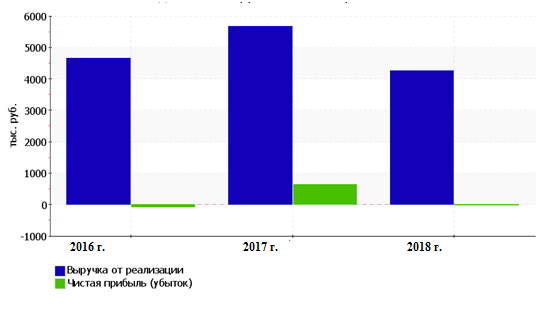 6000
5000
4000
3000
2000
1000
0
-1000
тыс. руб.
2016 г.
2017 г.
2018 г.
Выручка от реализации
Чистая прибыль (убыток)